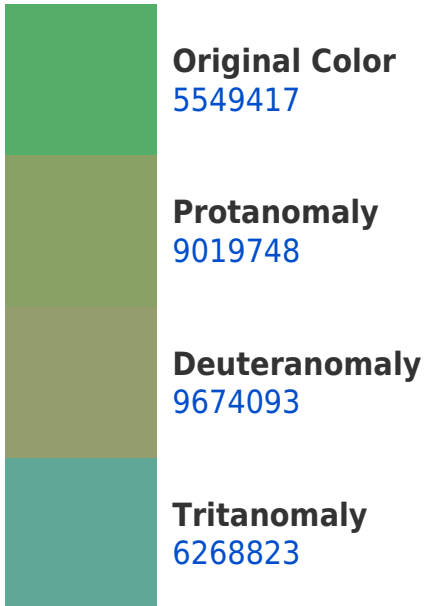 Original Color
5549417
Protanomaly
9019748
Deuteranomaly
9674093
Tritanomaly
6268823